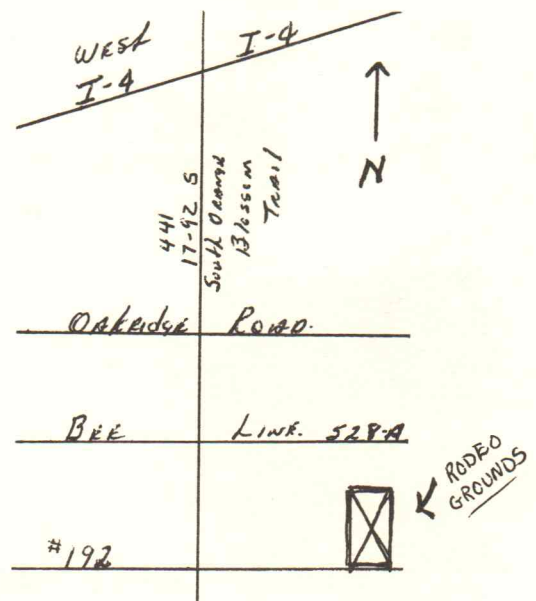 WEST I-4
I-4
N
441
17-92 S
South Orange
Blossom
Trail
Oakridge Road.
Bee Line. 528-A
RODEO
GROUNDS
#192